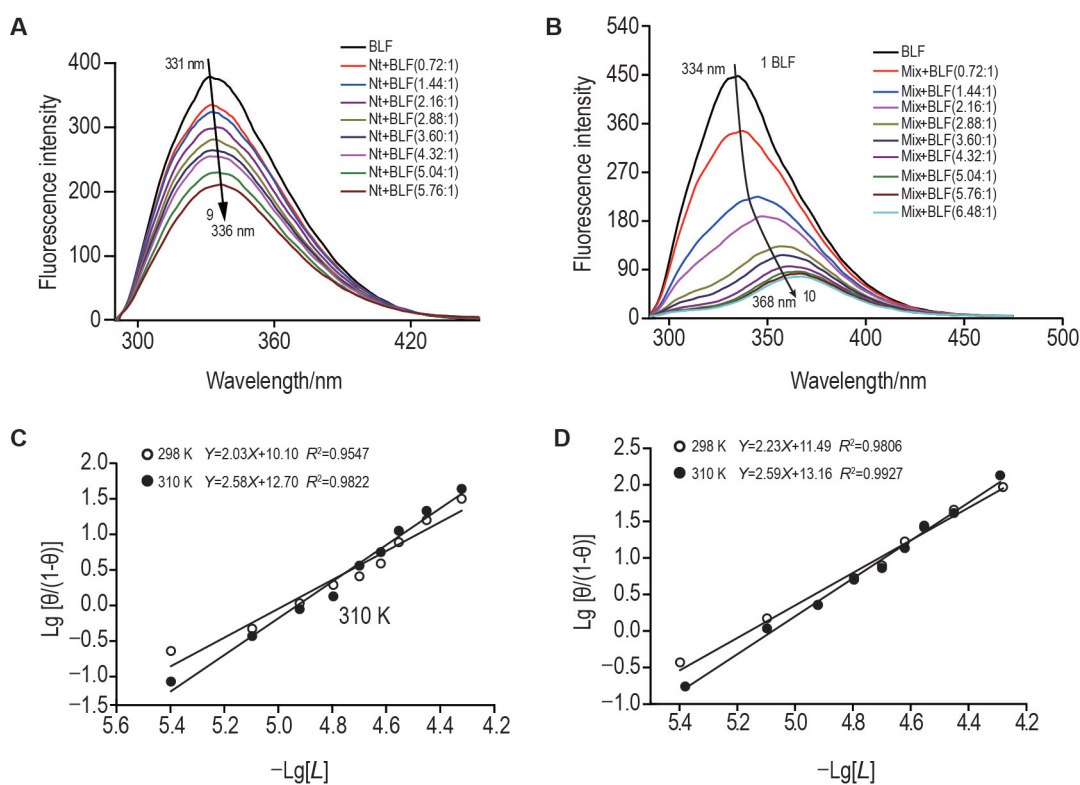 A
331 nm
BLF
Nt+BLF(0.72:1)
Nt+BLF(1.44:1)
Nt+BLF(2.16:1)
Nt+BLF(2.88:1)
Nt+BLF(3.60:1)
Nt+BLF(4.32:1)
Nt+BLF(5.04:1)
Nt+BLF(5.76:1)
9
336 nm
400
300
200
100
0
Fluorescence intensity
300 360 420
Wavelength/nm
B
334 nm
1 BLF
BLF
Mix+BLF(0.72:1)
Mix+BLF(1.44:1)
Mix+BLF(2.16:1)
Mix+BLF(2.88:1)
Mix+BLF(3.60:1)
Mix+BLF(4.32:1)
Mix+BLF(5.04:1)
Mix+BLF(5.76:1)
Mix+BLF(6.48:1)
368 nm
10
540
450
360
270
180
90
0
Fluorescence intensity
300 350 400 450 500
Wavelength/nm
C
298 K Y=2.03X+10.10 R²=0.9547
310 K Y=2.58X+12.70 R²=0.9822
310 K
2.0
1.5
1.0
0.5
0.0
−0.5
−1.0
−1.5
Lg [θ/(1-θ)]
5.6 5.4 5.2 5.0 4.8 4.6 4.4 4.2
−Lg[L]
D
298 K Y=2.23X+11.49 R²=0.9806
310 K Y=2.59X+13.16 R²=0.9927
2.5
2.0
1.5
1.0
0.5
0.0
−0.5
−1.0
Lg [θ/(1-θ)]
5.4 5.2 5.0 4.8 4.6 4.4 4.2
−Lg[L]